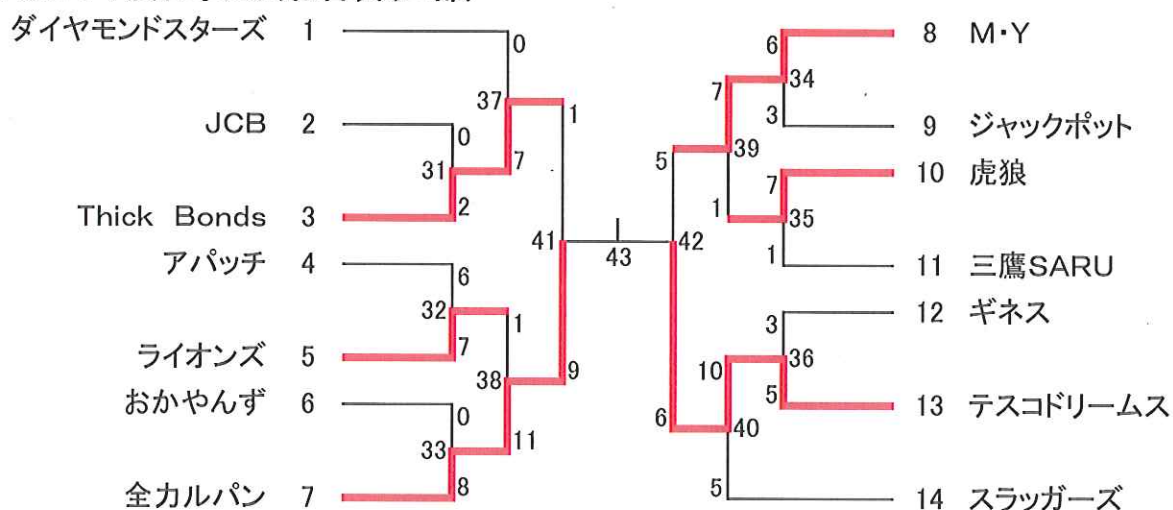 ダイヤモンドスターズ 1
0
37
1
JCB 2
0
31
7
Thick Bonds 3
2
アパッチ 4
6
41
32
1
ライオンズ 5
7
38
9
おかやんず 6
0
33
11
全力ルパン 7
8
43
6
8 M・Y
34
7
3
9 ジャックポット
5
39
7
10 虎狼
1
35
1
11 三鷹SARU
42
3
12 ギネス
36
10
5
13 テスコドリームス
6
40
5
14 スラッガーズ